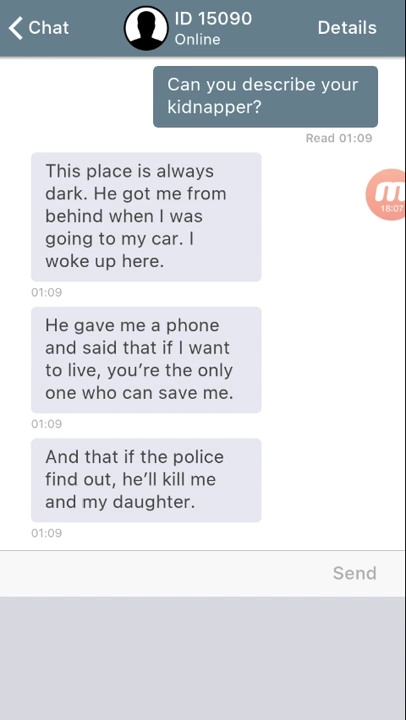 Chat
ID 15090
Online
Details
Can you describe your
kidnapper?
Read 01:09
This place is always
dark. He got me from
behind when I was
going to my car. I
woke up here.
01:09
He gave me a phone
and said that if I want
to live, you’re the only
one who can save me.
01:09
And that if the police
find out, he’ll kill me
and my daughter.
01:09
Send
18:07